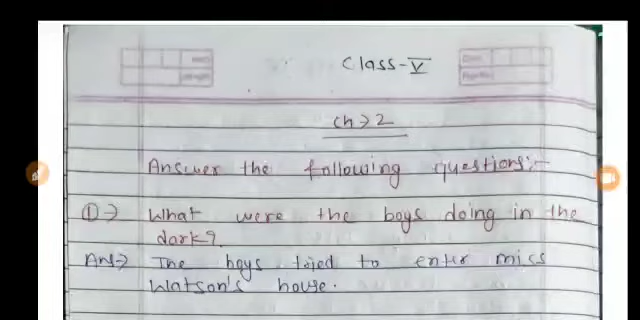 Class-V
Ch→2
Answer the following questions:-
①→ What were the boys doing in the
dark?
Ans→ The boys tried to enter miss
Watson's house.